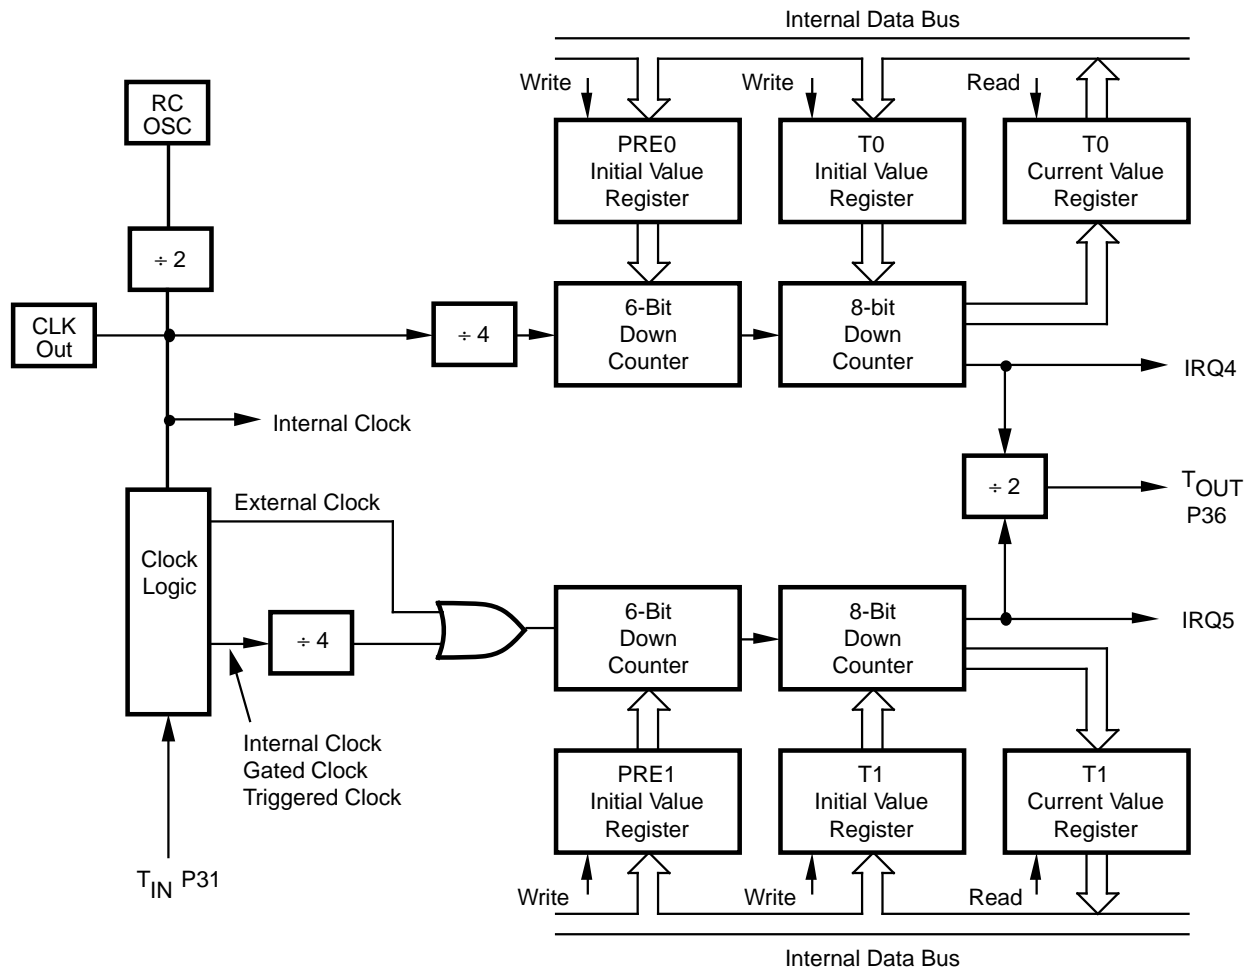 Internal Data Bus
Write
Write
Read
RC
OSC
PRE0
Initial Value
Register
T0
Initial Value
Register
T0
Current Value
Register
÷ 2
CLK
Out
÷ 4
6-Bit
Down
Counter
8-bit
Down
Counter
IRQ4
Internal Clock
÷ 2
TOUT
P36
External Clock
Clock
Logic
÷ 4
6-Bit
Down
Counter
8-Bit
Down
Counter
IRQ5
Internal Clock
Gated Clock
Triggered Clock
PRE1
Initial Value
Register
T1
Initial Value
Register
T1
Current Value
Register
TIN P31
Write
Write
Read
Internal Data Bus